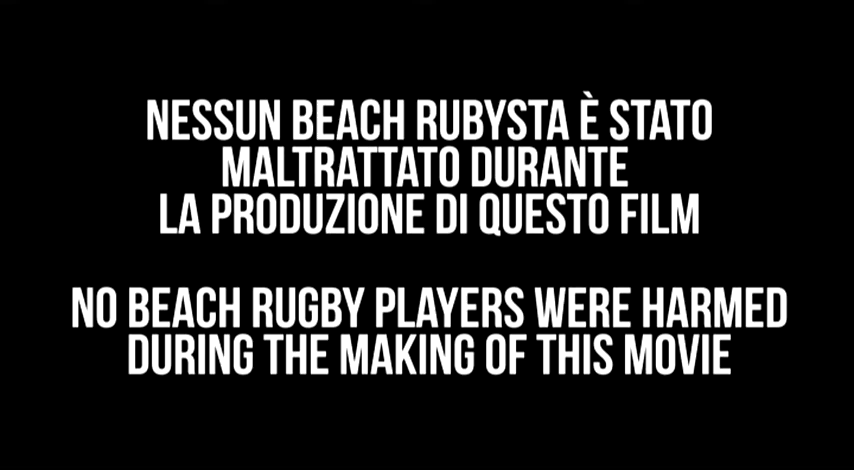 NESSUN BEACH RUBYSTA È STATO
MALTRATTATO DURANTE
LA PRODUZIONE DI QUESTO FILM
NO BEACH RUGBY PLAYERS WERE HARMED
DURING THE MAKING OF THIS MOVIE